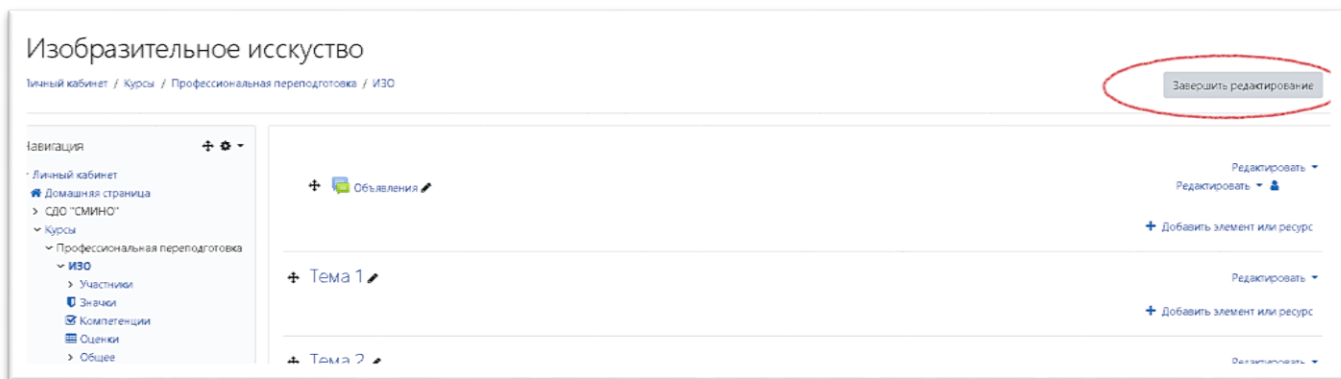 Изобразительное исскуство
Личный кабинет / Курсы / Профессиональная переподготовка / ИЗО
Завершить редактирование
Навигация
Личный кабинет
Домашняя страница
СДО "СМИНО"
Курсы
Профессиональная переподготовка
ИЗО
Участники
Значки
Компетенции
Оценки
Общее
Редактировать
Объявления
Редактировать
Добавить элемент или ресурс
Тема 1
Редактировать
Добавить элемент или ресурс
Тема 2
Редактировать